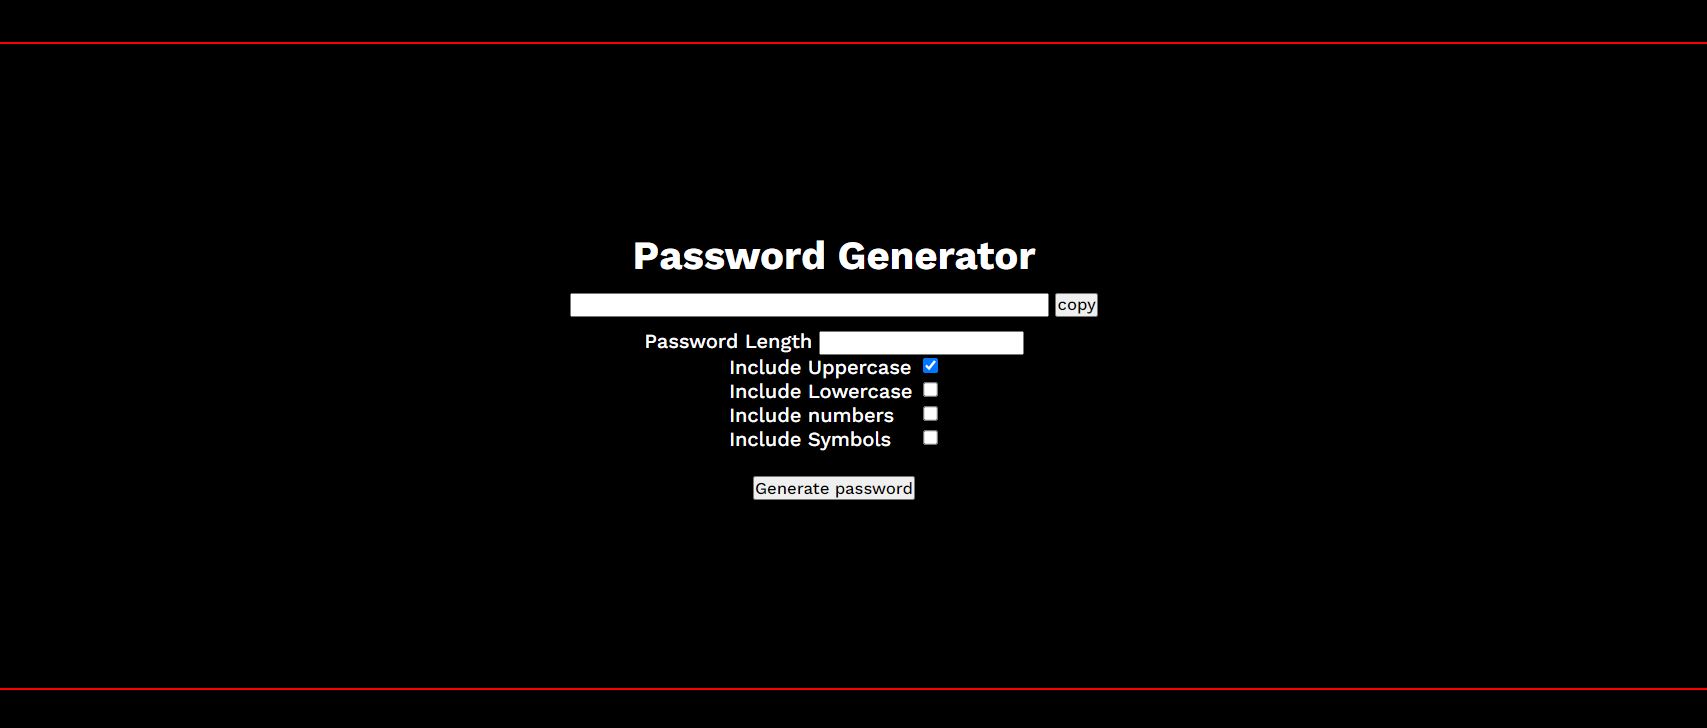 Password Generator
copy
Password Length
Include Uppercase
Include Lowercase
Include numbers
Include Symbols
Generate password